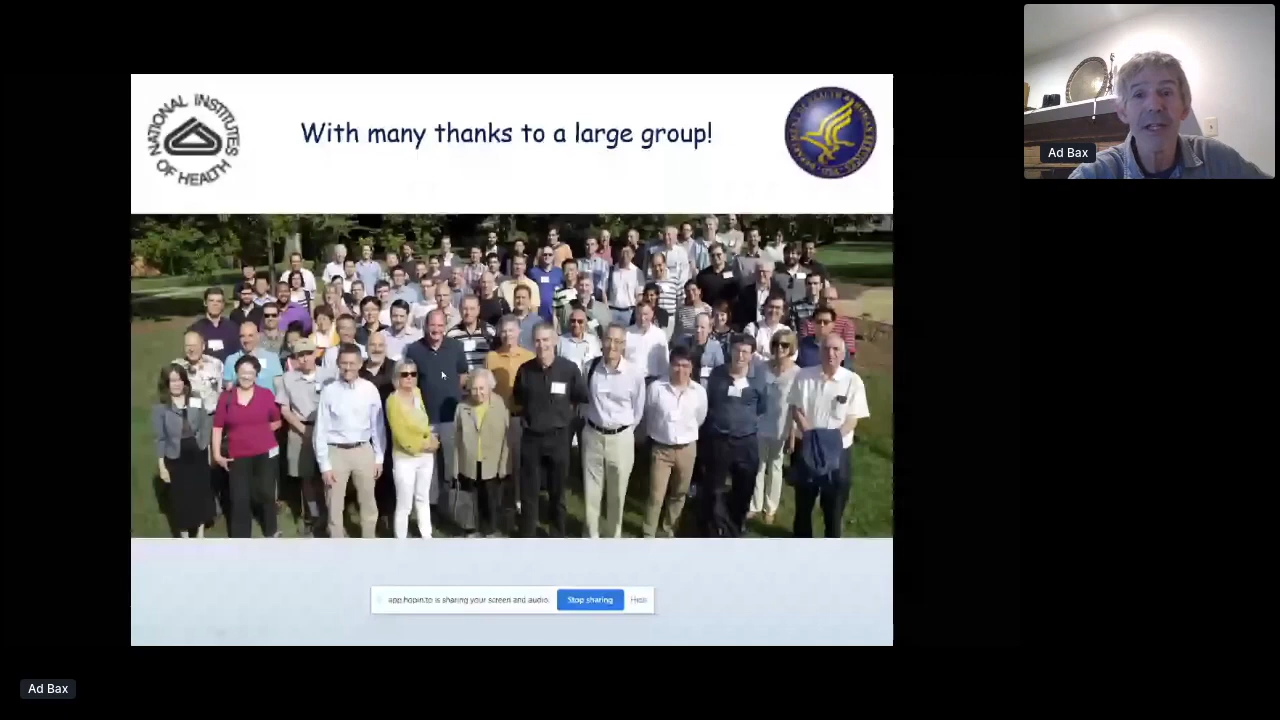 NATIONAL INSTITUTES
OF HEALTH
With many thanks to a large group!
Ad Bax
app.hopin.to is sharing your screen and audio.
Stop sharing
Hide
Ad Bax